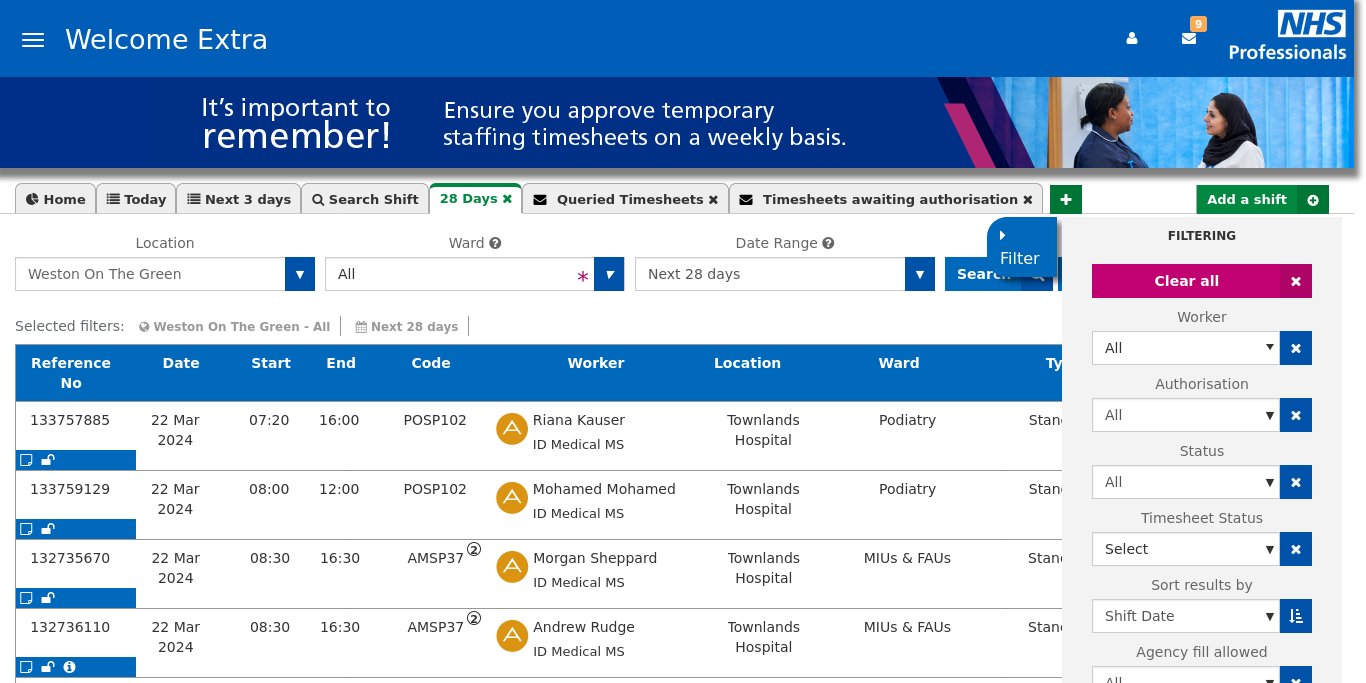 Welcome Extra
9
NHS
Professionals
It's important to
remember!
Ensure you approve temporary
staffing timesheets on a weekly basis.
Home
Today
Next 3 days
Search Shift
28 Days
Queried Timesheets
Timesheets awaiting authorisation
Add a shift
Location
Ward
Date Range
Weston On The Green
All
*
Next 28 days
Search
Filter
Selected filters:
Weston On The Green - All
Next 28 days
Reference No
Date
Start
End
Code
Worker
Location
Ward
Ty
133757885
22 Mar 2024
07:20
16:00
POSP102
Riana Kauser
ID Medical MS
Townlands Hospital
Podiatry
Stan
133759129
22 Mar 2024
08:00
12:00
POSP102
Mohamed Mohamed
ID Medical MS
Townlands Hospital
Podiatry
Stan
132735670
22 Mar 2024
08:30
16:30
AMSP37 ②
Morgan Sheppard
ID Medical MS
Townlands Hospital
MIUs & FAUs
Stan
132736110
22 Mar 2024
08:30
16:30
AMSP37 ②
Andrew Rudge
ID Medical MS
Townlands Hospital
MIUs & FAUs
Stan
FILTERING
Clear all
Worker
All
Authorisation
All
Status
All
Timesheet Status
Select
Sort results by
Shift Date
Agency fill allowed
All